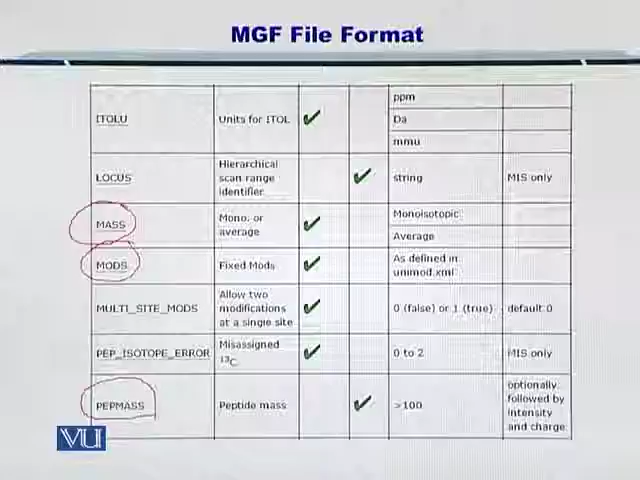 MGF File Format
ITOLU
Units for ITOL
ppm
Da
mmu
LOCUS
Hierarchical
scan range
identifier
string
MIS only
MASS
Mono. or
average
Monoisotopic
Average
MODS
Fixed Mods
As defined in
unimod.xml
MULTI_SITE_MODS
Allow two
modifications
at a single site
0 (false) or 1 (true)
default 0
PEP_ISOTOPE_ERROR
Misassigned
13C
0 to 2
MIS only
PEPMASS
Peptide mass
>100
optionally
followed by
intensity
and charge
VU